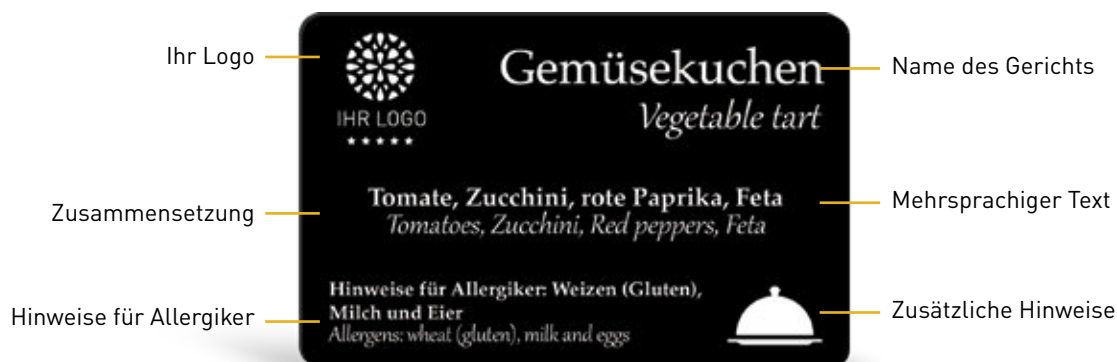 Ihr Logo
IHR LOGO
Gemüsekuchen
Vegetable tart
Name des Gerichts
Zusammensetzung
Tomate, Zucchini, rote Paprika, Feta
Tomatoes, Zucchini, Red peppers, Feta
Mehrsprachiger Text
Hinweise für Allergiker
Hinweise für Allergiker: Weizen (Gluten),
Milch und Eier
Allergens: wheat (gluten), milk and eggs
Zusätzliche Hinweise